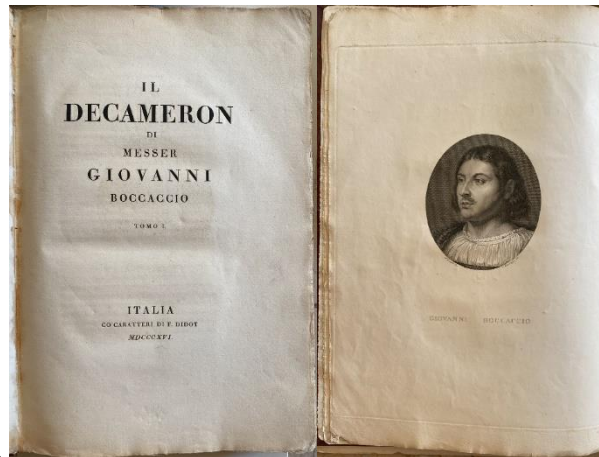 IL
DECAMERON
DI
MESSER
GIOVANNI
BOCCACCIO
TOMO I.
ITALIA
CO'CARATTERI DI F. DIDOT
MDCCCXVI
GIOVANNI BOCCACCIO